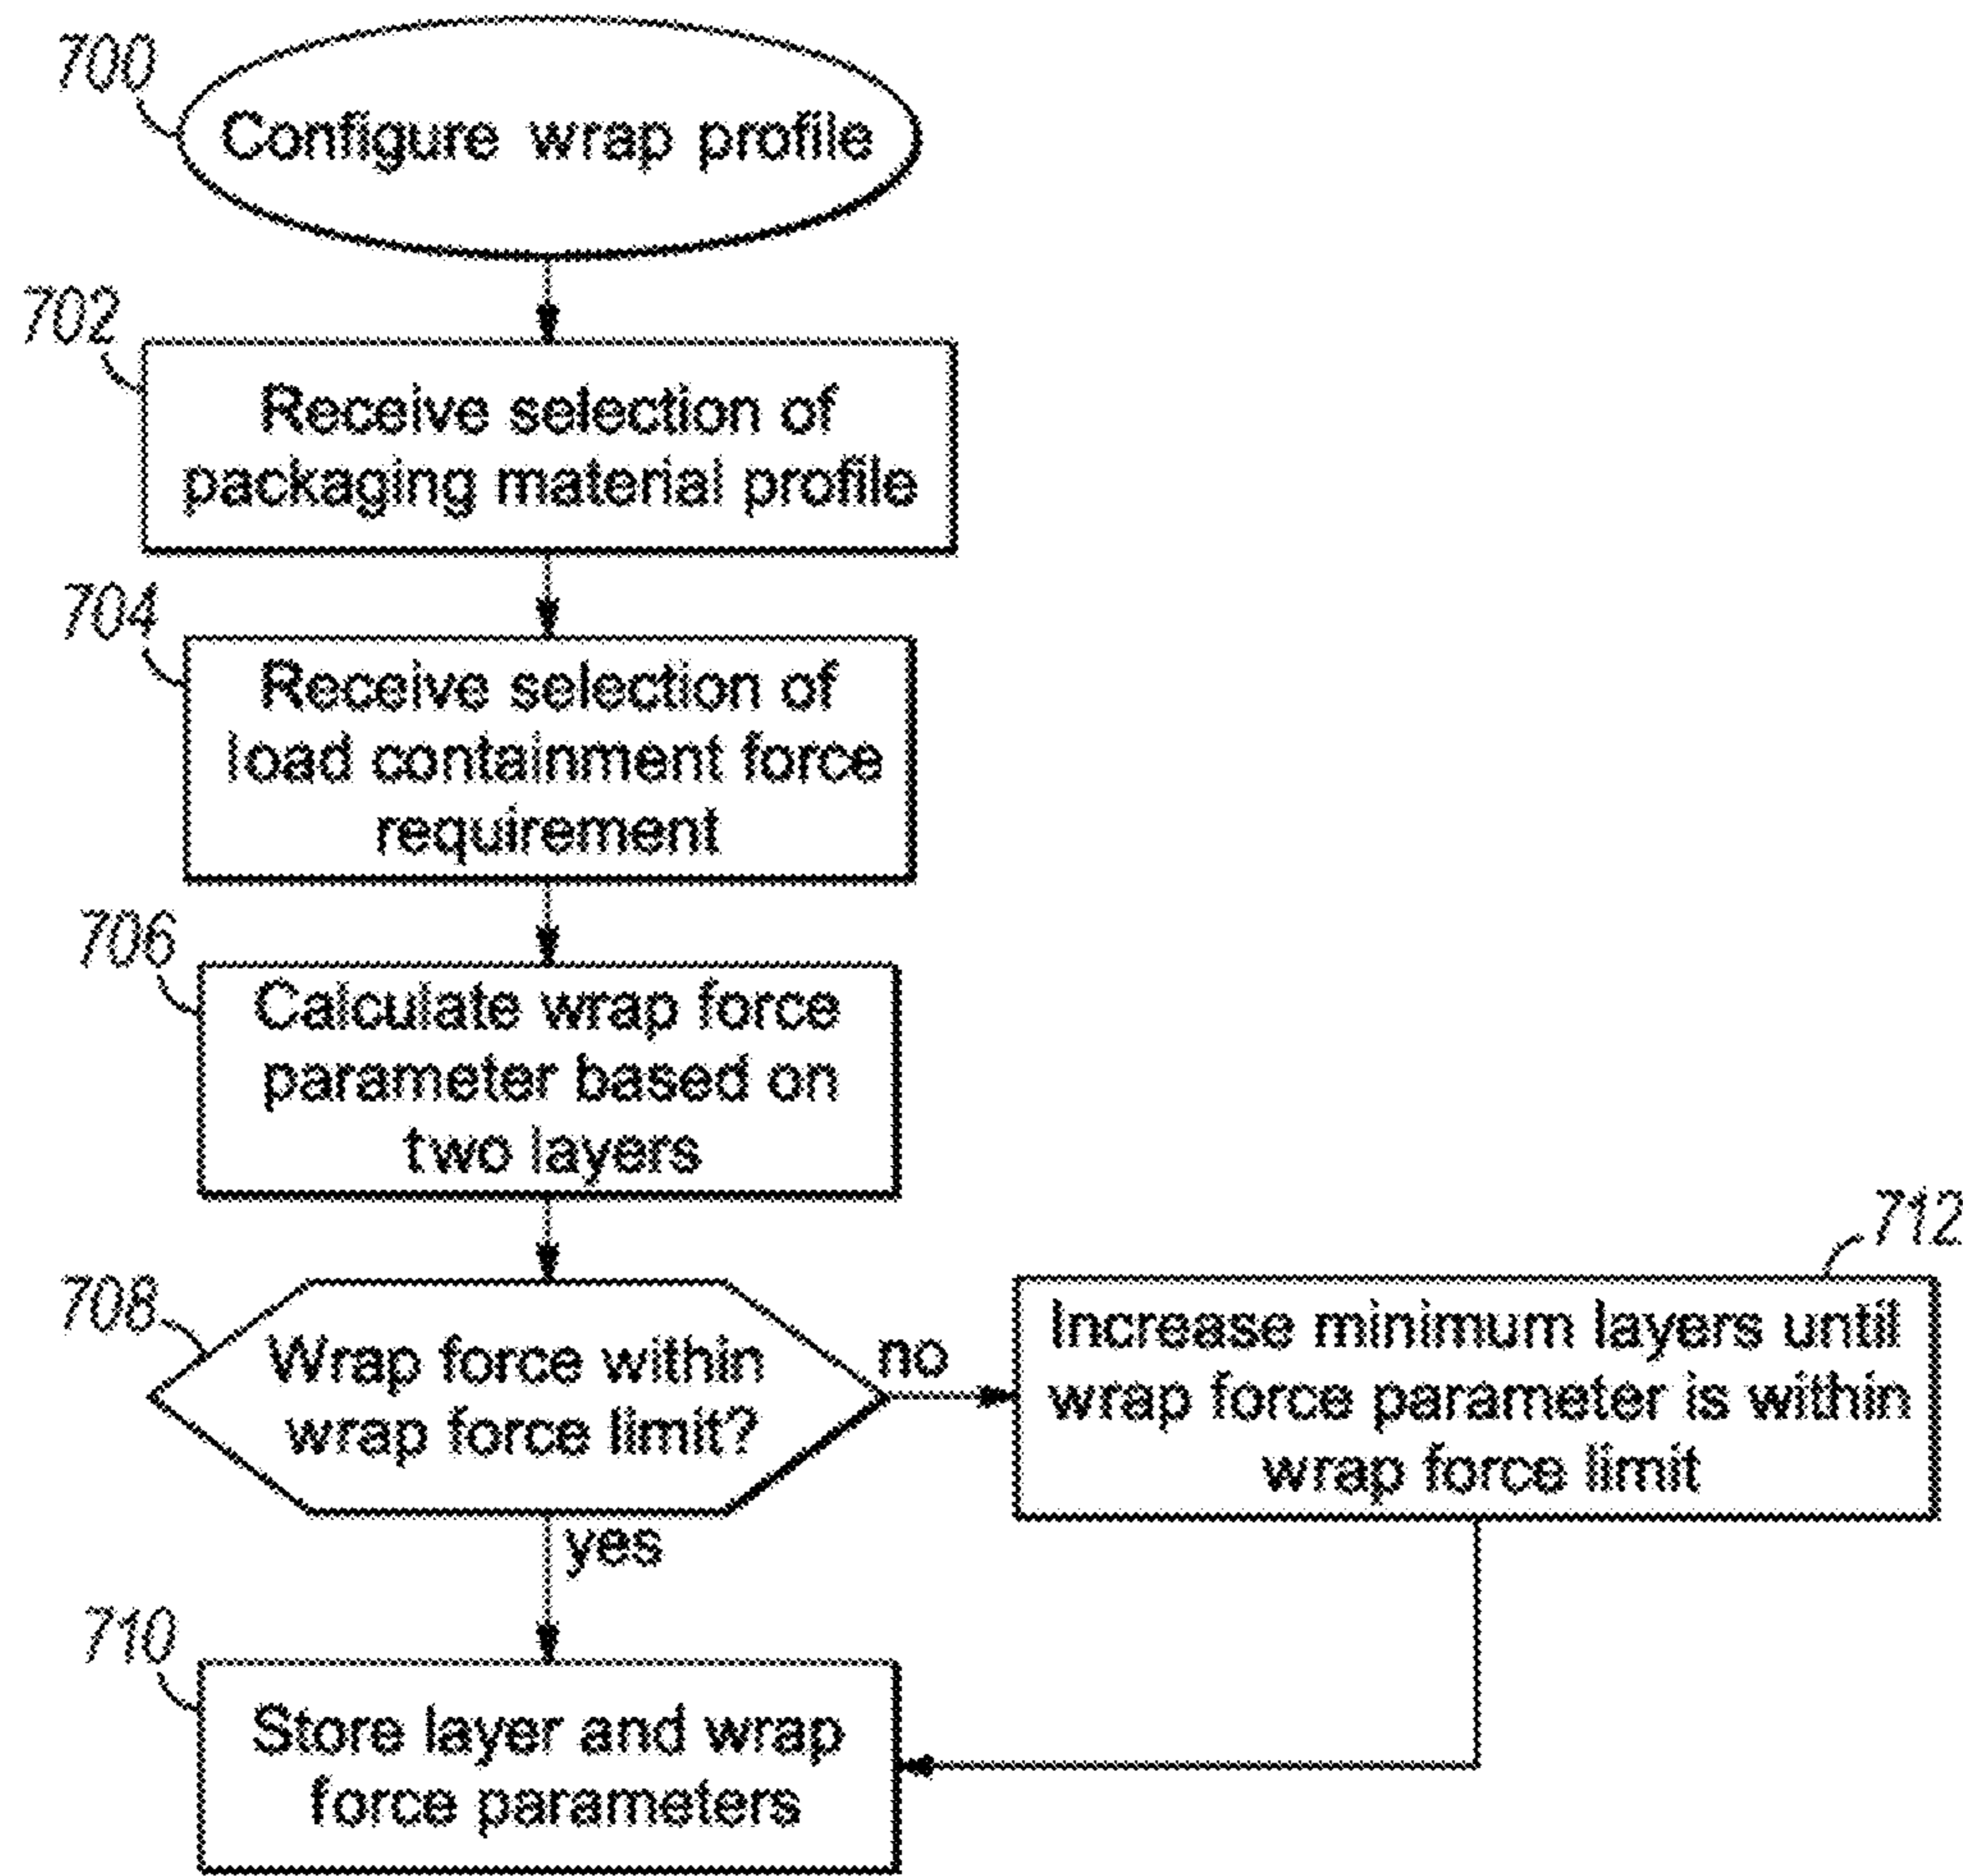 700
Configure wrap profile
702
Receive selection of
packaging material profile
704
Receive selection of
load containment force
requirement
706
Calculate wrap force
parameter based on
two layers
708
Wrap force within
wrap force limit?
no
712
Increase minimum layers until
wrap force parameter is within
wrap force limit
yes
710
Store layer and wrap
force parameters